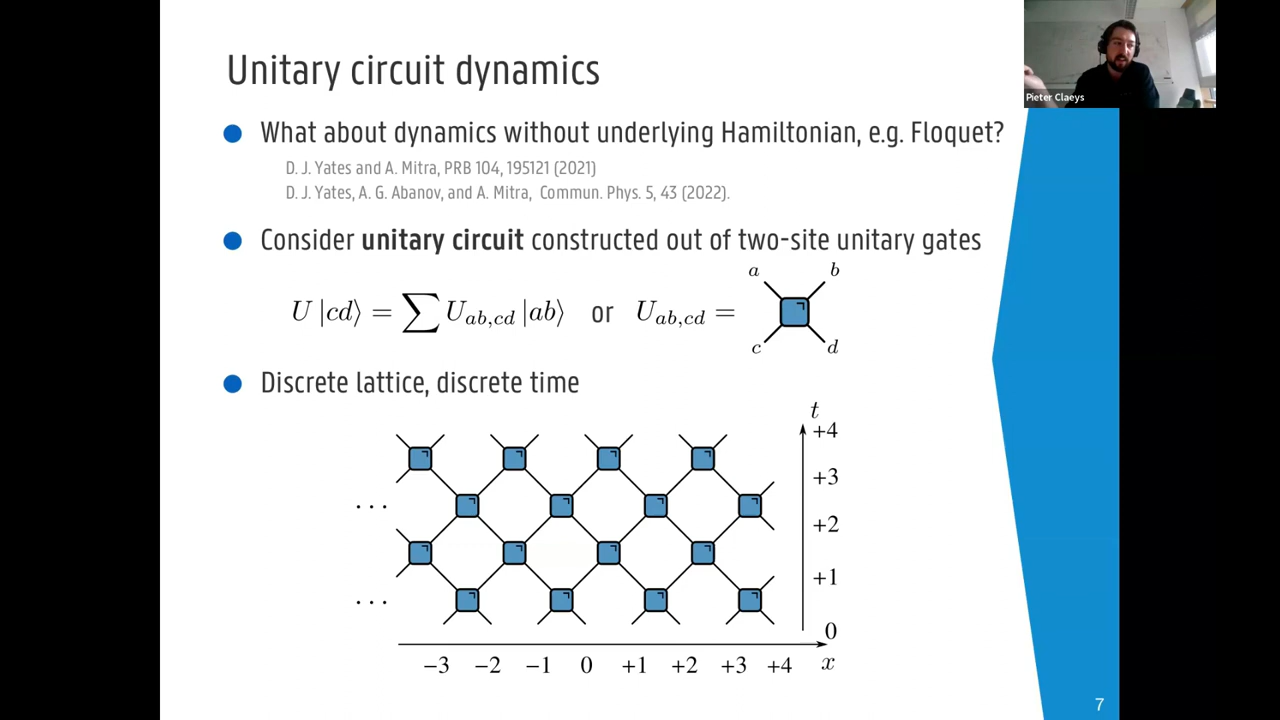 Unitary circuit dynamics
Pieter Claeys
What about dynamics without underlying Hamiltonian, e.g. Floquet?
D. J. Yates and A. Mitra, PRB 104, 195121 (2021)
D. J. Yates, A. G. Abanov, and A. Mitra, Commun. Phys. 5, 43 (2022).
Consider unitary circuit constructed out of two-site unitary gates
a b
U |cd⟩ = ∑ U_{ab,cd} |ab⟩ or U_{ab,cd} =
c d
Discrete lattice, discrete time
t
+4
+3
. . .
+2
+1
. . .
0
−3 −2 −1 0 +1 +2 +3 +4 x
7